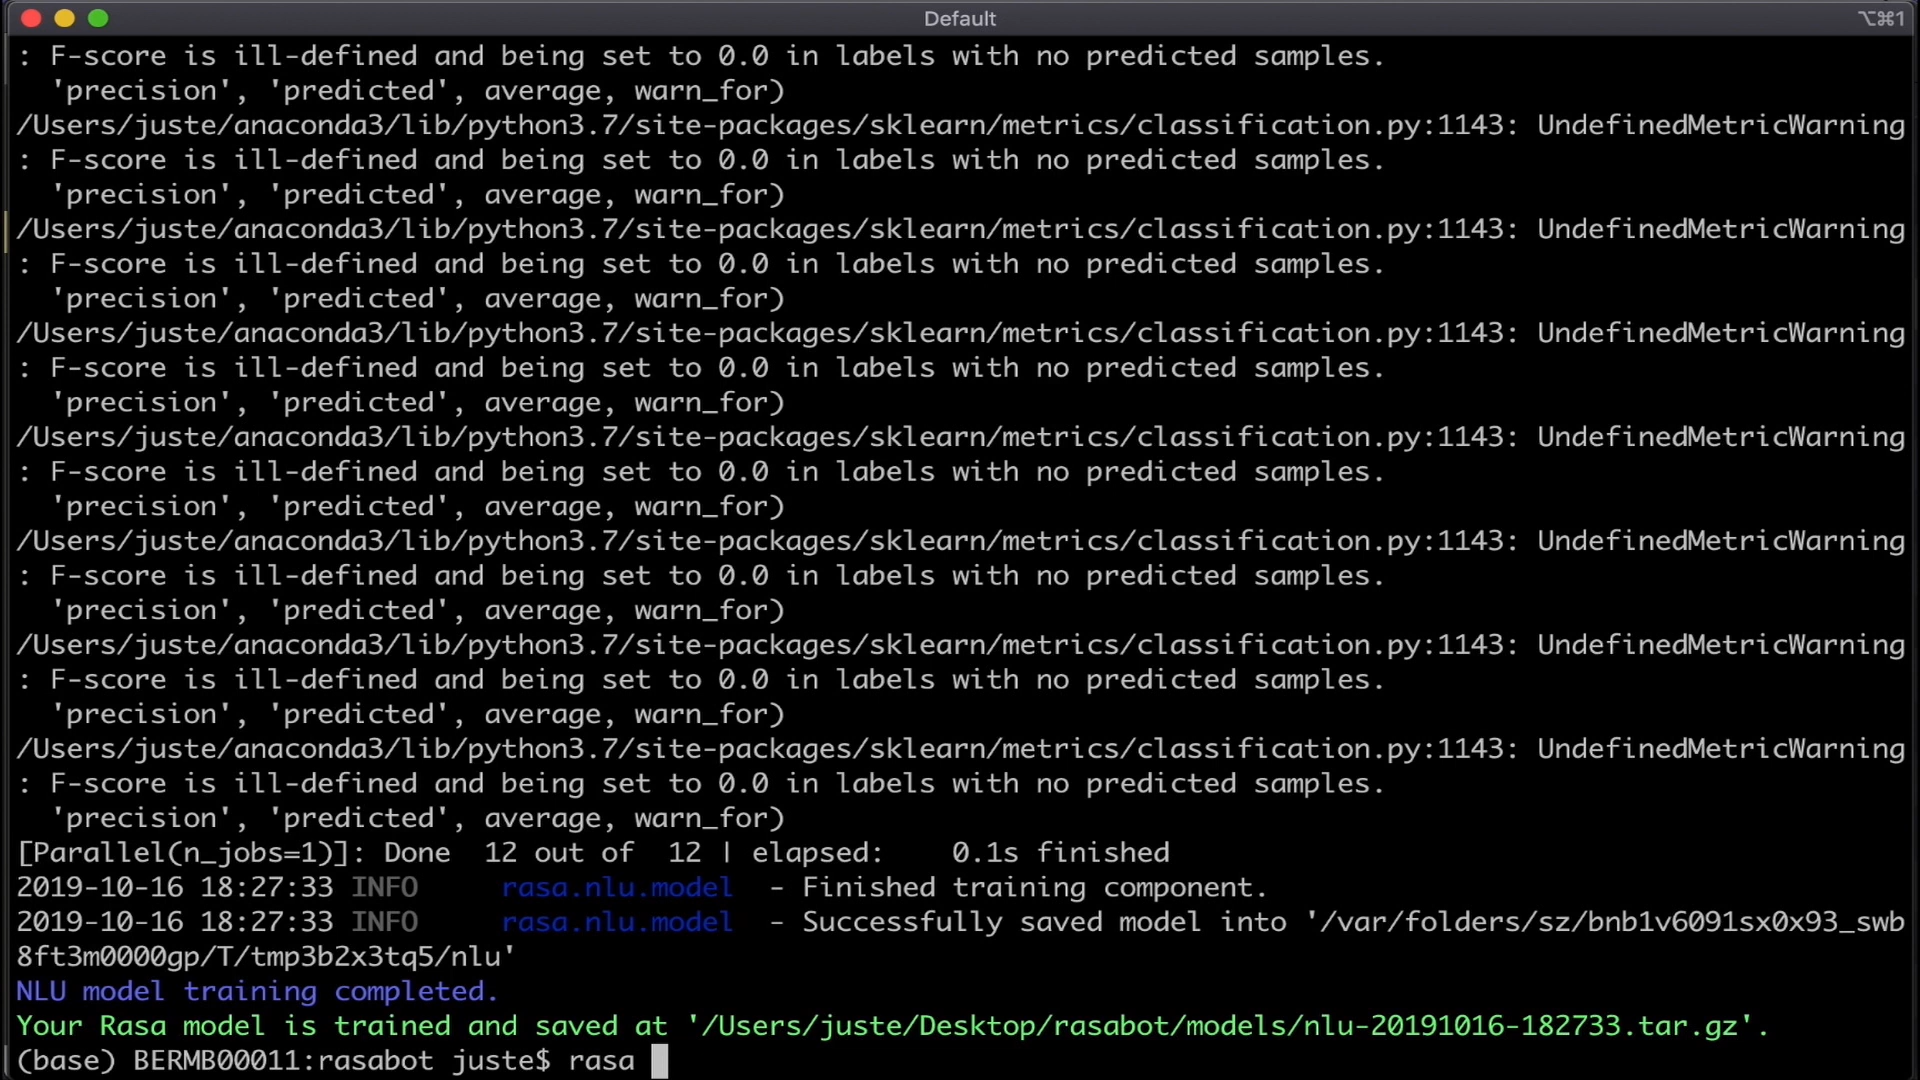 Default
⌥⌘1
: F-score is ill-defined and being set to 0.0 in labels with no predicted samples.
  'precision', 'predicted', average, warn_for)
/Users/juste/anaconda3/lib/python3.7/site-packages/sklearn/metrics/classification.py:1143: UndefinedMetricWarning
: F-score is ill-defined and being set to 0.0 in labels with no predicted samples.
  'precision', 'predicted', average, warn_for)
/Users/juste/anaconda3/lib/python3.7/site-packages/sklearn/metrics/classification.py:1143: UndefinedMetricWarning
: F-score is ill-defined and being set to 0.0 in labels with no predicted samples.
  'precision', 'predicted', average, warn_for)
/Users/juste/anaconda3/lib/python3.7/site-packages/sklearn/metrics/classification.py:1143: UndefinedMetricWarning
: F-score is ill-defined and being set to 0.0 in labels with no predicted samples.
  'precision', 'predicted', average, warn_for)
/Users/juste/anaconda3/lib/python3.7/site-packages/sklearn/metrics/classification.py:1143: UndefinedMetricWarning
: F-score is ill-defined and being set to 0.0 in labels with no predicted samples.
  'precision', 'predicted', average, warn_for)
/Users/juste/anaconda3/lib/python3.7/site-packages/sklearn/metrics/classification.py:1143: UndefinedMetricWarning
: F-score is ill-defined and being set to 0.0 in labels with no predicted samples.
  'precision', 'predicted', average, warn_for)
/Users/juste/anaconda3/lib/python3.7/site-packages/sklearn/metrics/classification.py:1143: UndefinedMetricWarning
: F-score is ill-defined and being set to 0.0 in labels with no predicted samples.
  'precision', 'predicted', average, warn_for)
/Users/juste/anaconda3/lib/python3.7/site-packages/sklearn/metrics/classification.py:1143: UndefinedMetricWarning
: F-score is ill-defined and being set to 0.0 in labels with no predicted samples.
  'precision', 'predicted', average, warn_for)
[Parallel(n_jobs=1)]: Done  12 out of  12 | elapsed:    0.1s finished
2019-10-16 18:27:33 INFO     rasa.nlu.model  - Finished training component.
2019-10-16 18:27:33 INFO     rasa.nlu.model  - Successfully saved model into '/var/folders/sz/bnb1v6091sx0x93_swb
8ft3m0000gp/T/tmp3b2x3tq5/nlu'
NLU model training completed.
Your Rasa model is trained and saved at '/Users/juste/Desktop/rasabot/models/nlu-20191016-182733.tar.gz'.
(base) BERMB00011:rasabot juste$ rasa